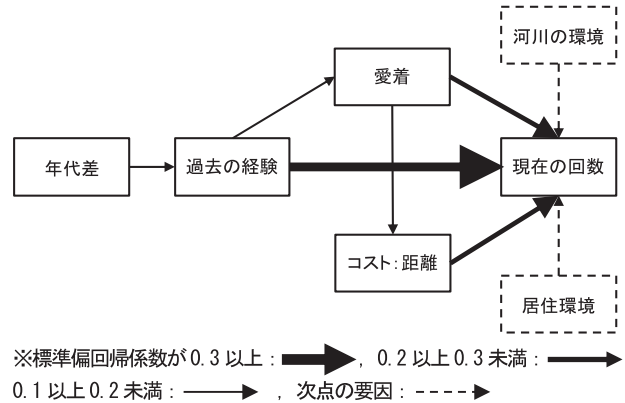 河川の環境
愛着
年代差
過去の経験
現在の回数
コスト：距離
居住環境
※標準偏回帰係数が0.3以上：　，0.2以上0.3未満：
0.1以上0.2未満：　，次点の要因：